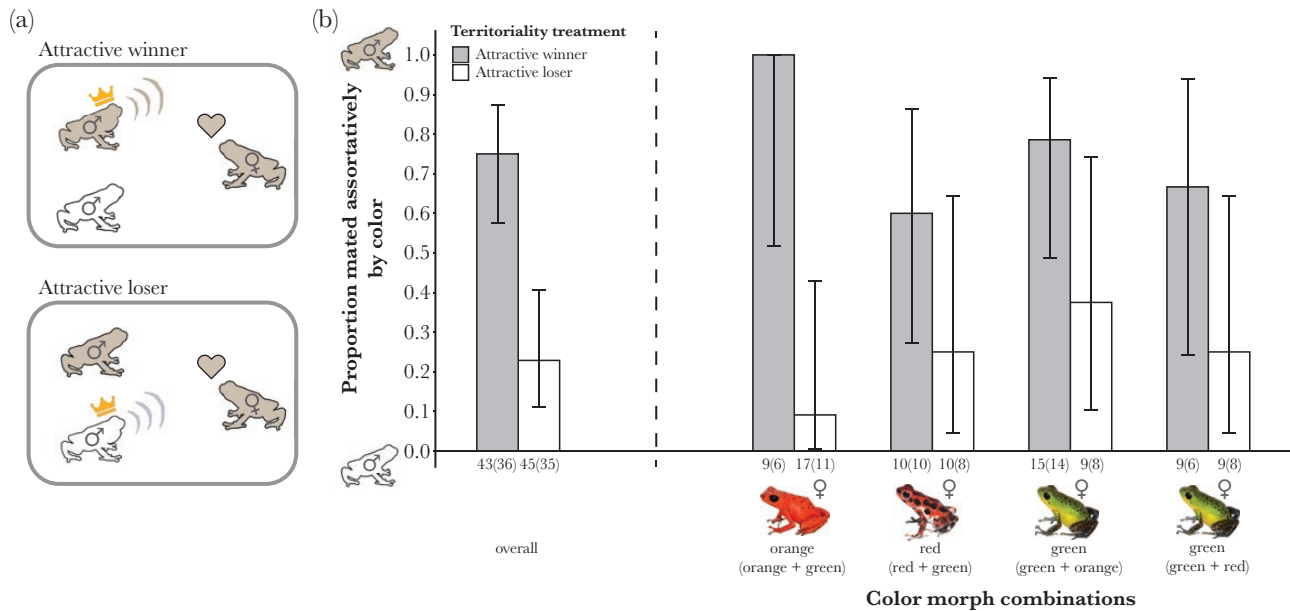 (a)
Attractive winner
Attractive loser
(b)
Territoriality treatment
Attractive winner
Attractive loser
Proportion mated assortatively
by color
1.0
0.9
0.8
0.7
0.6
0.5
0.4
0.3
0.2
0.1
0.0
43(36) 45(35) 9(6) 17(11) 10(10) 10(8) 15(14) 9(8) 9(6) 9(8)
♂
♀
♂
♂
♀
♂
♂
♂
♀ ♀ ♀ ♀
overall orange red green green
(orange + green) (red + green) (green + orange) (green + red)
Color morph combinations